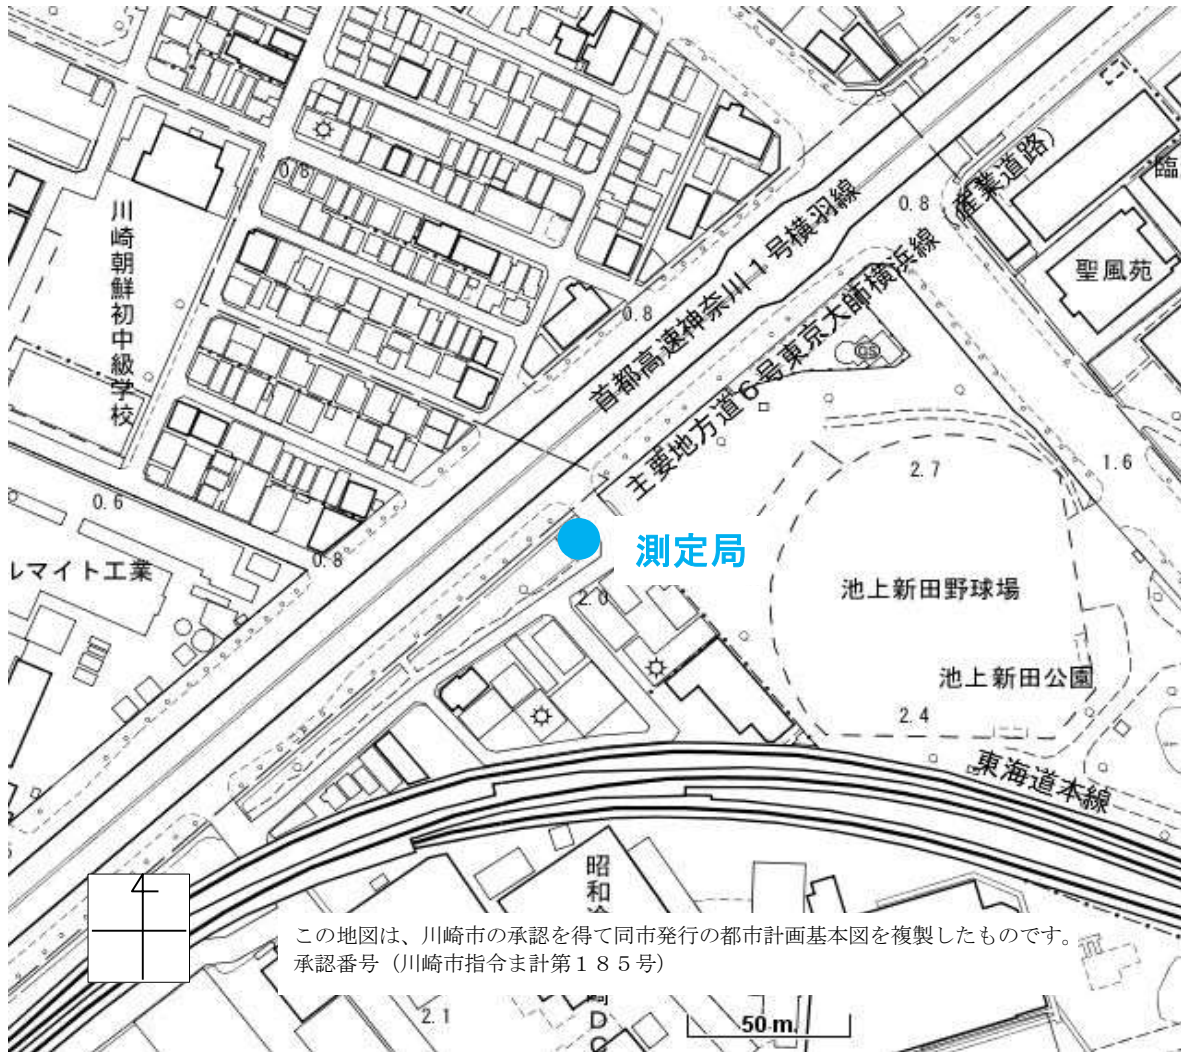 臨
産業道路)
0.8
聖風苑
0.8
川崎朝鮮初中級学校
首都高速神奈川1号横羽線
0.8
主要地方道6号東京大師横浜線
GS
2.7
1.6
0.6
0.8
ルマイト工業
測定局
2.0
池上新田野球場
池上新田公園
2.4
東海道本線
昭和
この地図は、川崎市の承認を得て同市発行の都市計画基本図を複製したものです。
承認番号(川崎市指令ま計第185号)
2.1
50 m.